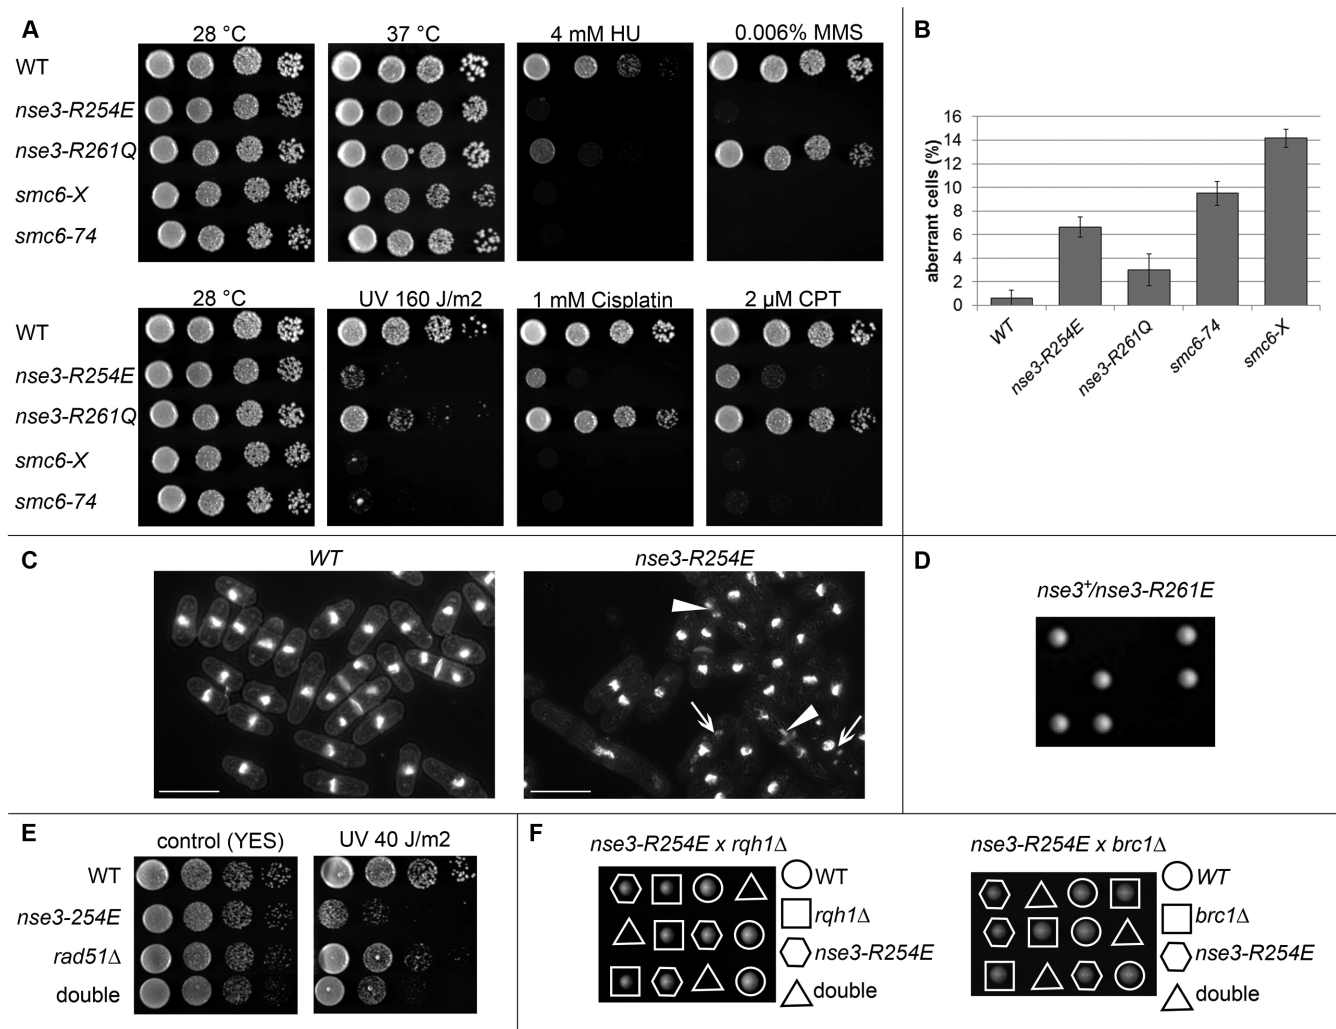 A
28 °C
37 °C
4 mM HU
0.006% MMS
WT
nse3-R254E
nse3-R261Q
smc6-X
smc6-74
28 °C
UV 160 J/m2
1 mM Cisplatin
2 µM CPT
WT
nse3-R254E
nse3-R261Q
smc6-X
smc6-74
B
aberrant cells (%)
16
14
12
10
8
6
4
2
0
WT
nse3-R254E
nse3-R261Q
smc6-74
smc6-X
C
WT
nse3-R254E
D
nse3+/nse3-R261E
E
control (YES)
UV 40 J/m2
WT
nse3-254E
rad51Δ
double
F
nse3-R254E x rqh1Δ
WT
rqh1Δ
nse3-R254E
double
nse3-R254E x brc1Δ
WT
brc1Δ
nse3-R254E
double